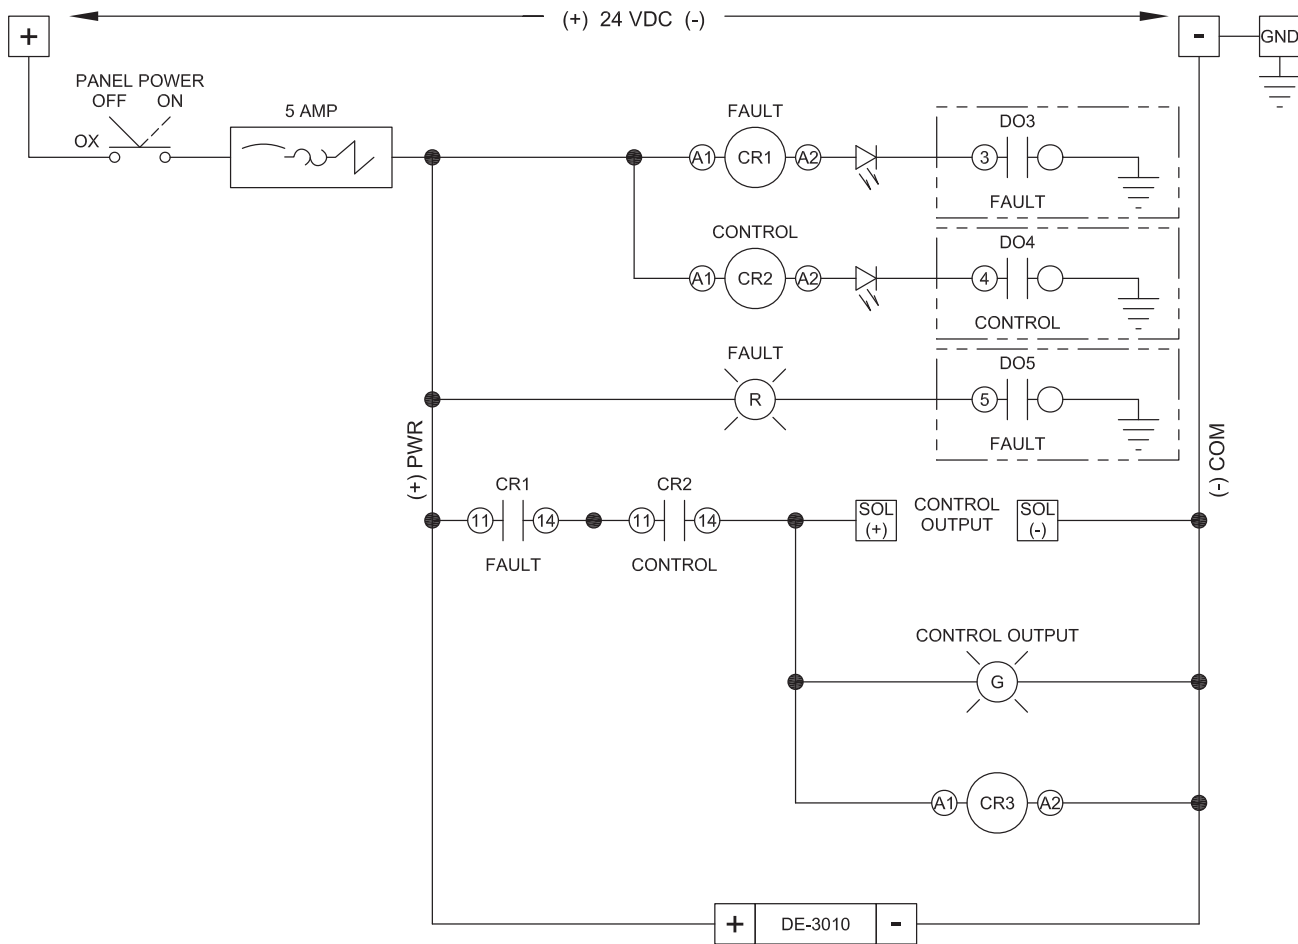 (+) 24 VDC (-)
+
-
GND
PANEL POWER
OFF ON
OX
5 AMP
FAULT
A1 CR1 A2
DO3
3
FAULT
CONTROL
A1 CR2 A2
DO4
4
CONTROL
FAULT
R
DO5
5
FAULT
(+) PWR
(-) COM
CR1
11 14
FAULT
CR2
11 14
CONTROL
SOL
(+)
CONTROL
OUTPUT
SOL
(-)
CONTROL OUTPUT
G
A1 CR3 A2
+ DE-3010 -